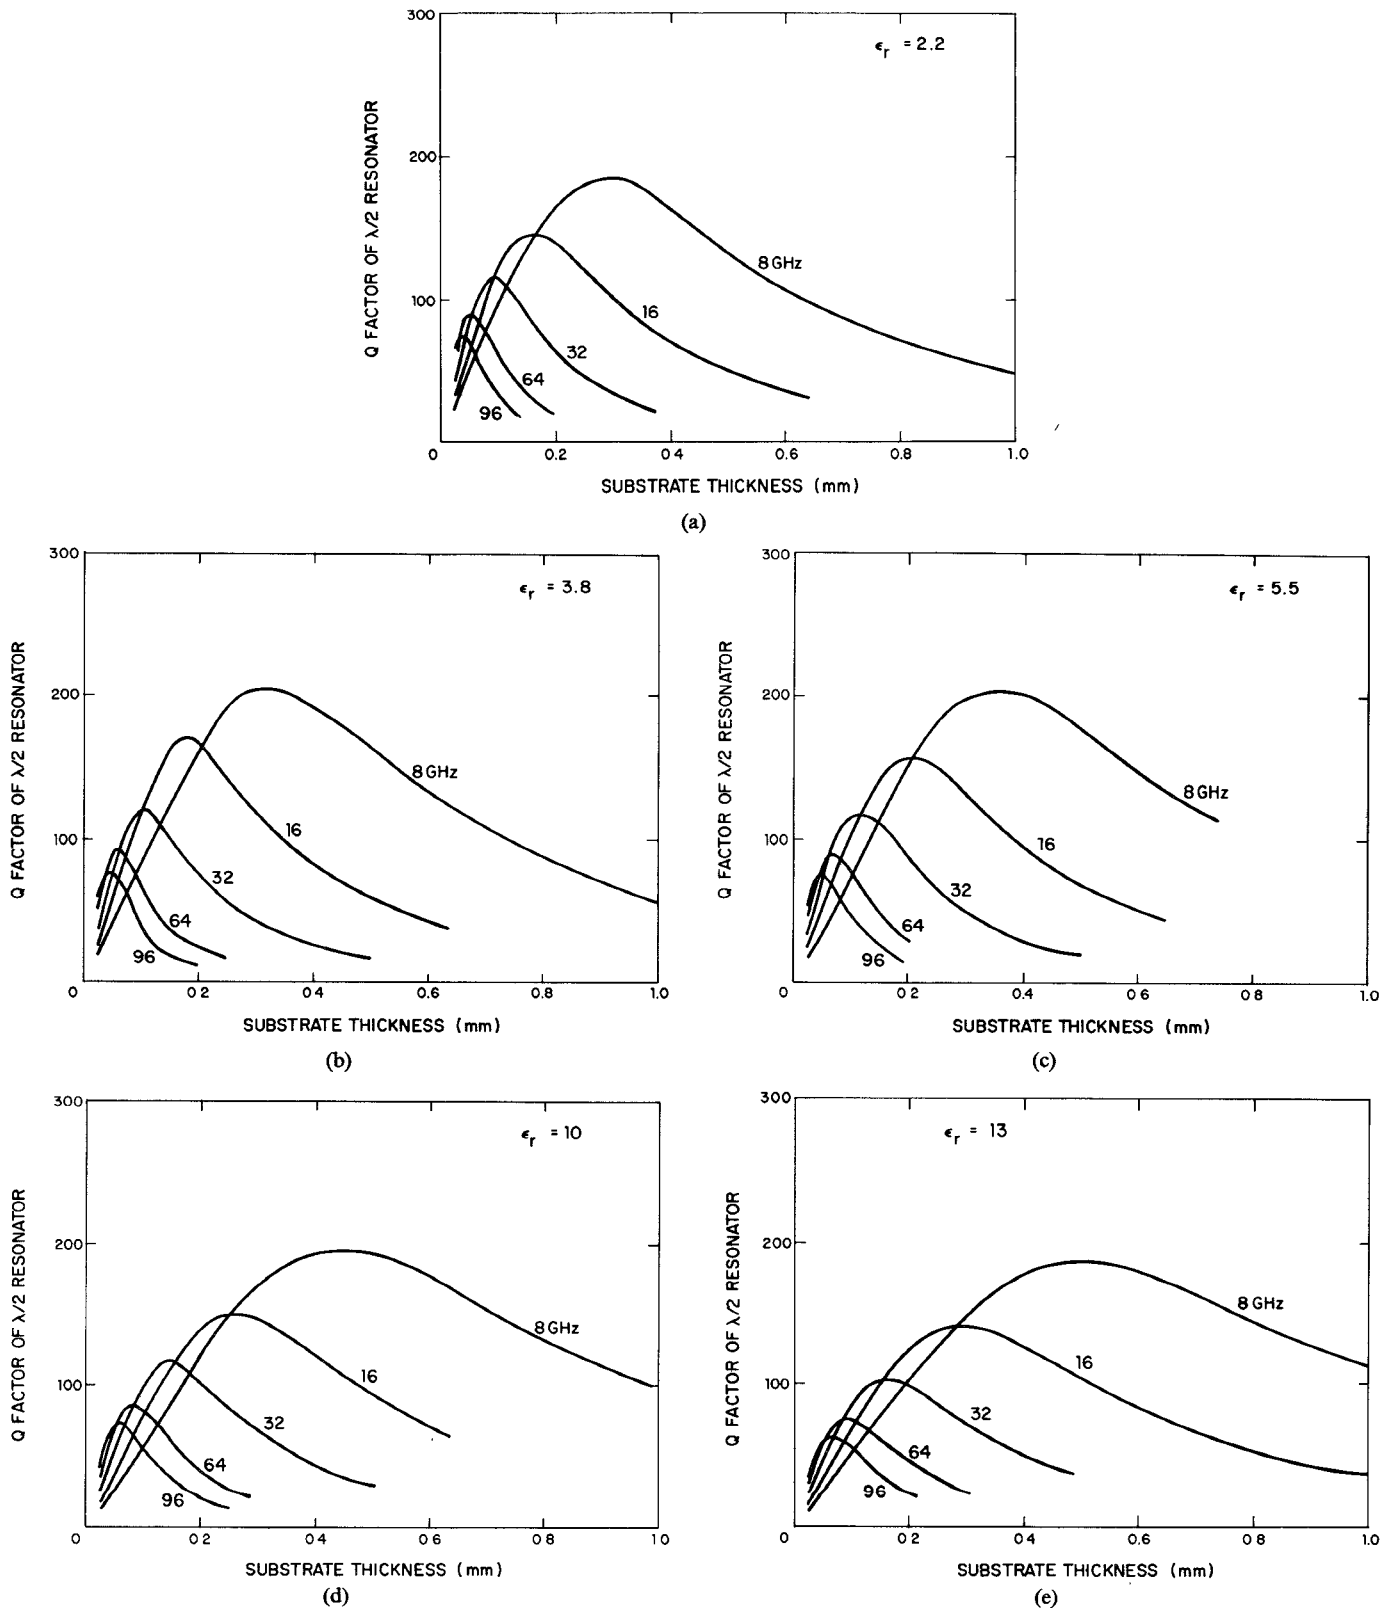 300
200
100
Q FACTOR OF λ/2 RESONATOR
ϵr = 2.2
8 GHz
16
32
64
96
0 0.2 0 4 0.6 0.8 1.0
SUBSTRATE THICKNESS (mm)
(a)
300
200
100
Q FACTOR OF λ/2 RESONATOR
ϵr = 3.8
8 GHz
16
32
64
96
0 0 2 0 4 0.6 0.8 1.0
SUBSTRATE THICKNESS (mm)
(b)
300
200
100
Q FACTOR OF λ/2 RESONATOR
ϵr = 5.5
8 GHz
16
32
64
96
0 0 2 0 4 0 6 0 8 1.0
SUBSTRATE THICKNESS (mm)
(c)
300
200
100
Q FACTOR OF λ/2 RESONATOR
ϵr = 10
8 GHz
16
32
64
96
0 0 2 0 4 0.6 0 8 1.0
SUBSTRATE THICKNESS (mm)
(d)
300
200
100
Q FACTOR OF λ/2 RESONATOR
ϵr = 13
8 GHz
16
32
64
96
0 0 2 0 4 0 6 0 8 1.0
SUBSTRATE THICKNESS (mm)
(e)